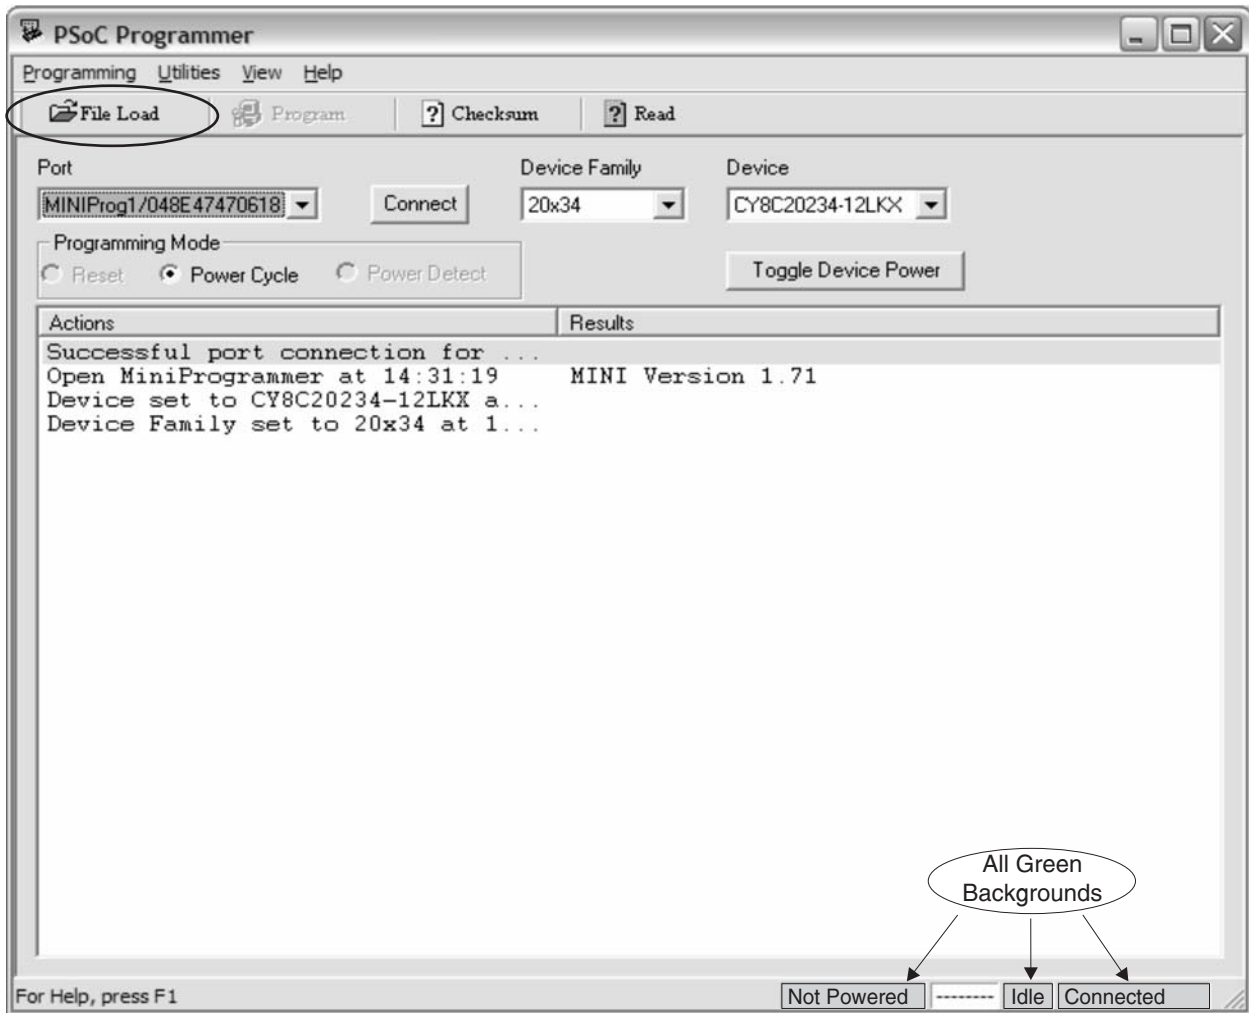 PSoC Programmer
Programming Utilities View Help
File Load Program Checksum Read
Port Device Family Device
MINIProg1/048E47470618 Connect 20x34 CY8C20234-12LKX
Programming Mode
Reset Power Cycle Power Detect Toggle Device Power
Actions Results
Successful port connection for ...
Open MiniProgrammer at 14:31:19 MINI Version 1.71
Device set to CY8C20234-12LKX a...
Device Family set to 20x34 at 1...
All Green
Backgrounds
For Help, press F1 Not Powered -------- Idle Connected